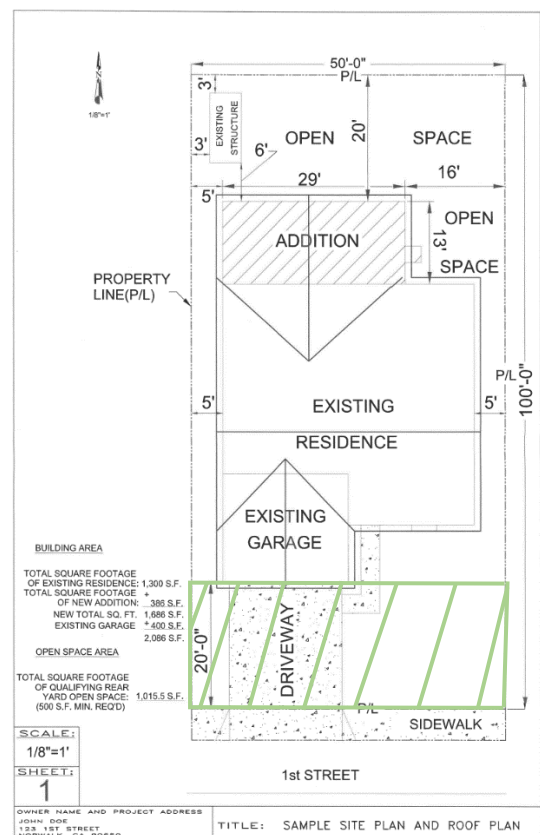 50'-0"
P/L
N
1/8"=1'
3'
EXISTING
STRUCTURE
OPEN
20'
SPACE
3'
6'
5'
29'
16'
OPEN
ADDITION
13'
SPACE
PROPERTY
LINE(P/L)
P/L
100'-0"
5'
EXISTING
5'
RESIDENCE
EXISTING
GARAGE
BUILDING AREA
TOTAL SQUARE FOOTAGE
OF EXISTING RESIDENCE: 1,300 S.F.
TOTAL SQUARE FOOTAGE +
OF NEW ADDITION: 386 S.F.
NEW TOTAL SQ. FT. 1,686 S.F.
EXISTING GARAGE + 400 S.F.
2,086 S.F.
20'-0"
DRIVEWAY
OPEN SPACE AREA
TOTAL SQUARE FOOTAGE
OF QUALIFYING REAR
YARD OPEN SPACE: 1,015.5 S.F.
(500 S.F. MIN. REQ'D)
P/L
SIDEWALK
SCALE:
1/8"=1'
SHEET:
1
1st STREET
OWNER NAME AND PROJECT ADDRESS
JOHN DOE
123 1ST STREET
TITLE: SAMPLE SITE PLAN AND ROOF PLAN